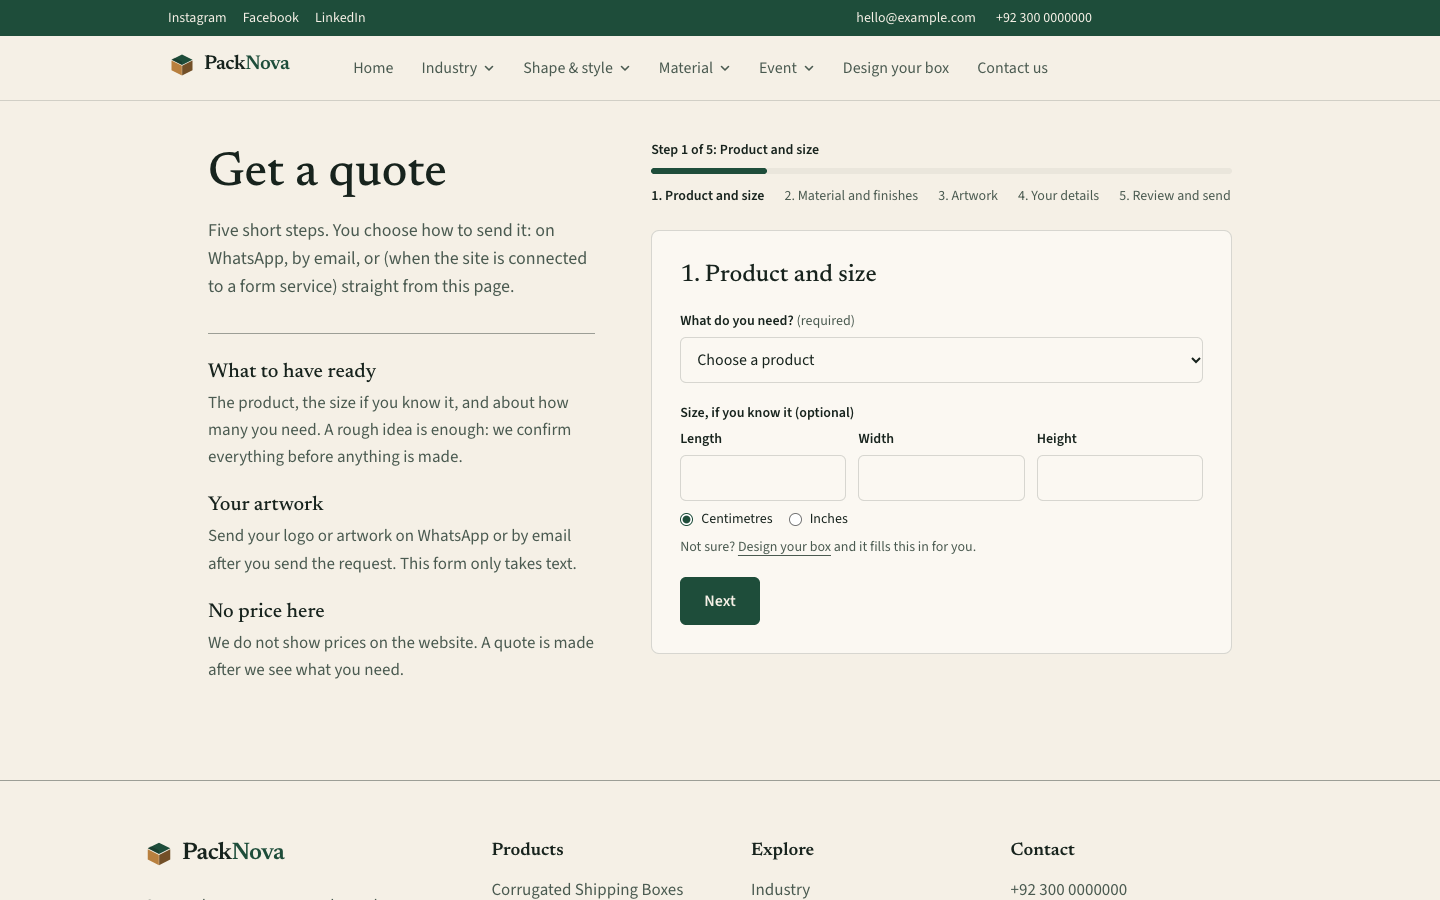 Instagram Facebook LinkedIn hello@example.com +92 300 0000000
PackNova Home Industry Shape & style Material Event Design your box Contact us
Get a quote
Five short steps. You choose how to send it: on
WhatsApp, by email, or (when the site is connected
to a form service) straight from this page.
What to have ready
The product, the size if you know it, and about how
many you need. A rough idea is enough: we confirm
everything before anything is made.
Your artwork
Send your logo or artwork on WhatsApp or by email
after you send the request. This form only takes text.
No price here
We do not show prices on the website. A quote is made
after we see what you need.
Step 1 of 5: Product and size
1. Product and size 2. Material and finishes 3. Artwork 4. Your details 5. Review and send
1. Product and size
What do you need? (required)
Choose a product
Size, if you know it (optional)
Length Width Height
Centimetres Inches
Not sure? Design your box and it fills this in for you.
Next
PackNova
Products
Corrugated Shipping Boxes
Explore
Industry
Contact
+92 300 0000000